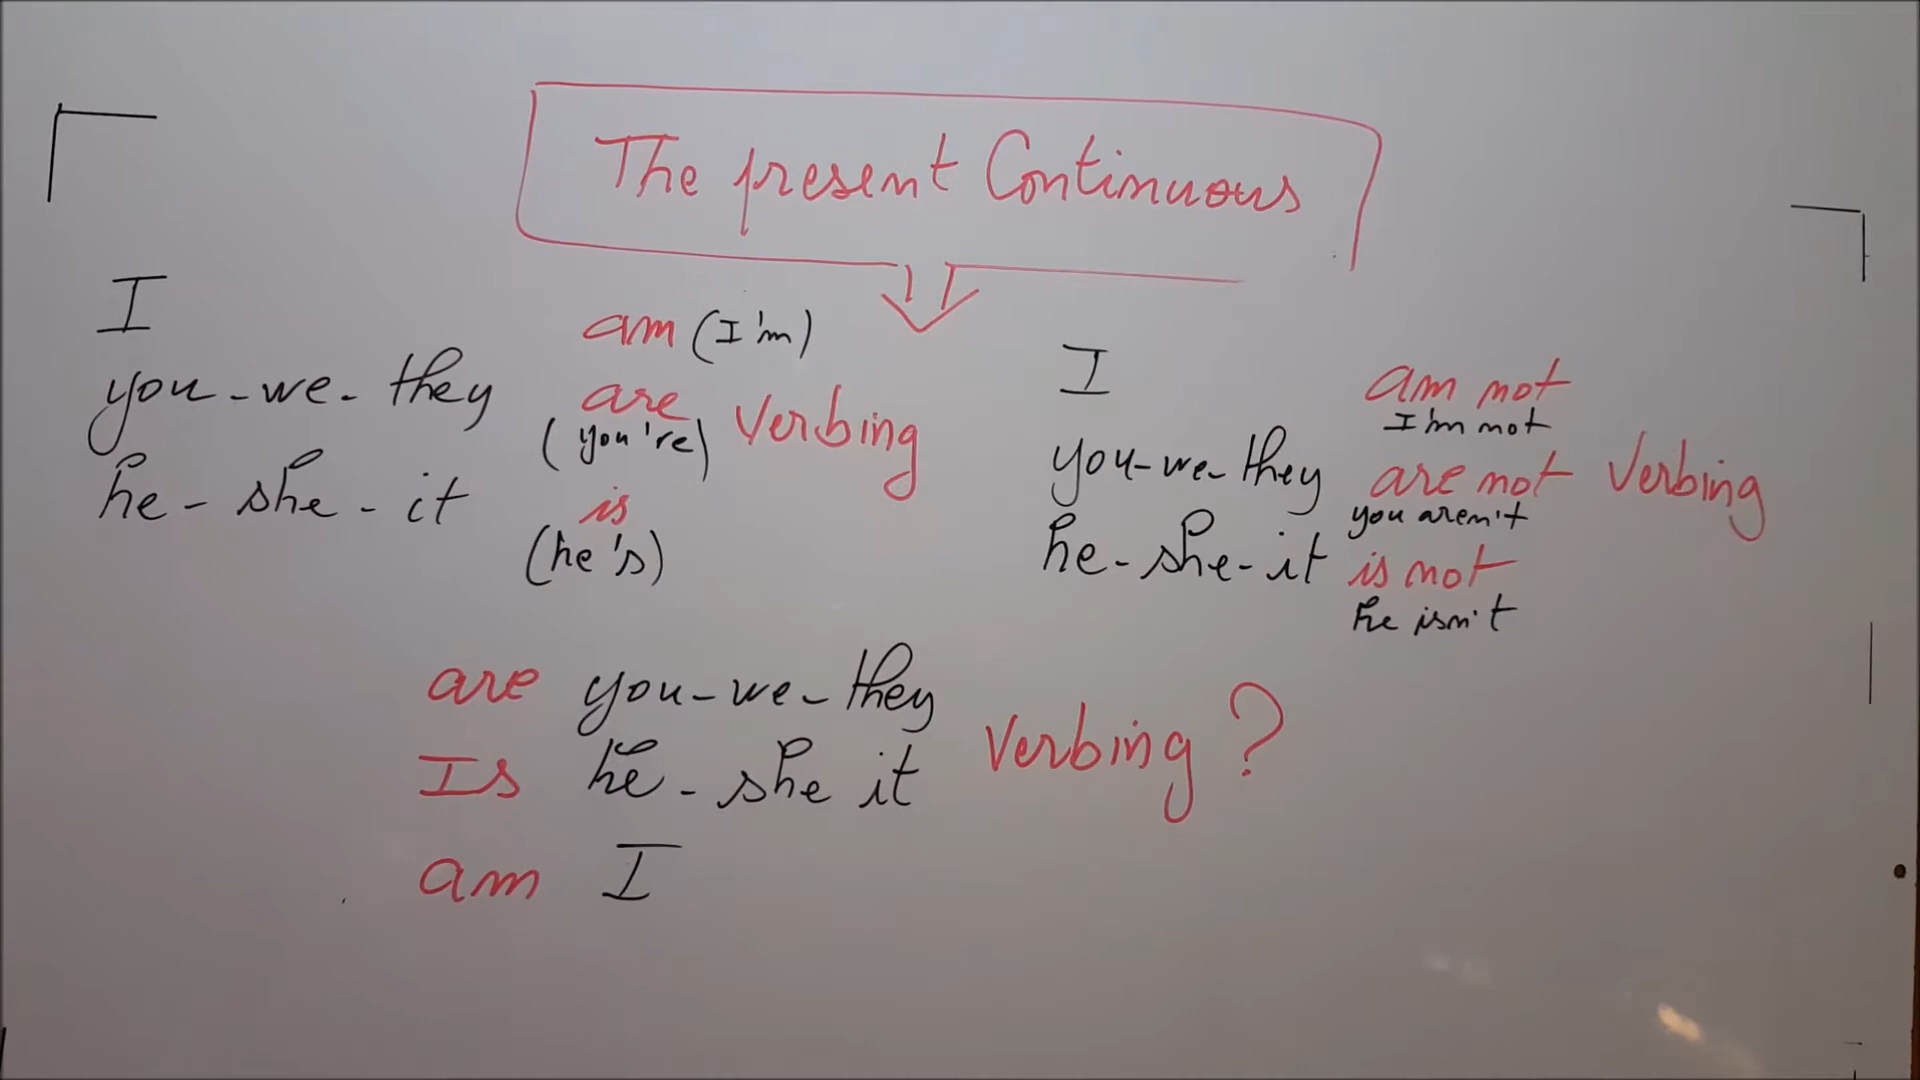 The present Continuous
I am (I'm)
you-we-they are verbing
(you're)
he-she-it is
(he's)
I am not
I'm not
you-we-they are not verbing
you aren't
he-she-it is not
he isn't
are you-we-they
Is he-she it verbing?
am I